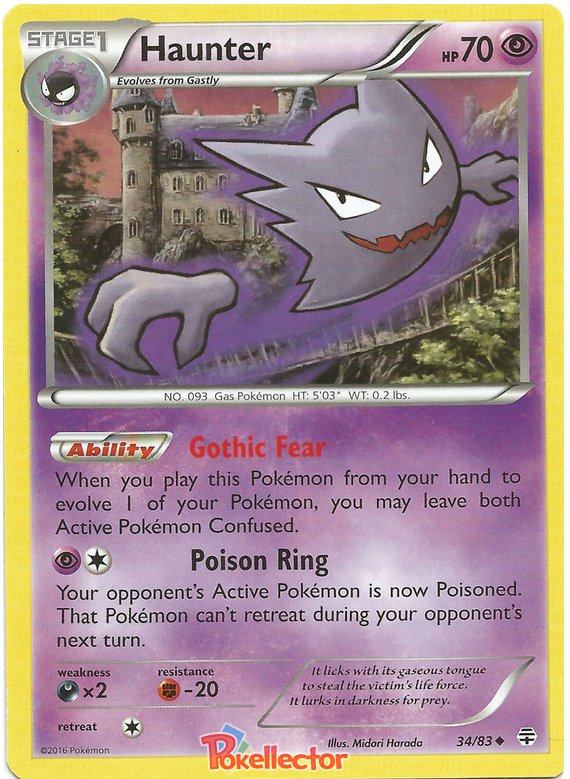 STAGE1
Haunter
HP70
Evolves from Gastly
NO. 093 Gas Pokémon HT: 5'03" WT: 0.2 lbs.
Ability Gothic Fear
When you play this Pokémon from your hand to
evolve 1 of your Pokémon, you may leave both
Active Pokémon Confused.
Poison Ring
Your opponent's Active Pokémon is now Poisoned.
That Pokémon can't retreat during your opponent's
next turn.
weakness
×2
resistance
-20
retreat
It licks with its gaseous tongue
to steal the victim's life force.
It lurks in darkness for prey.
©2016 Pokémon
Pokellector
Illus. Midori Harada
34/83